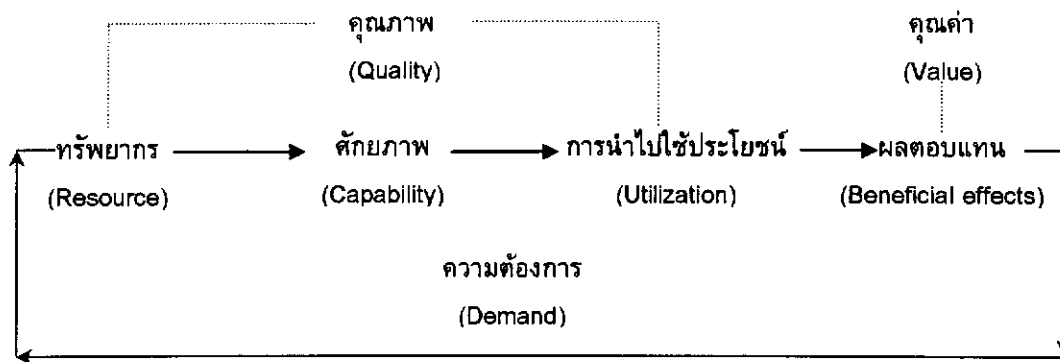 คุณภาพ
(Quality)
คุณค่า
(Value)
ทรัพยากร
(Resource)
ศักยภาพ
(Capability)
การนำไปใช้ประโยชน์
(Utilization)
ผลตอบแทน
(Beneficial effects)
ความต้องการ
(Demand)